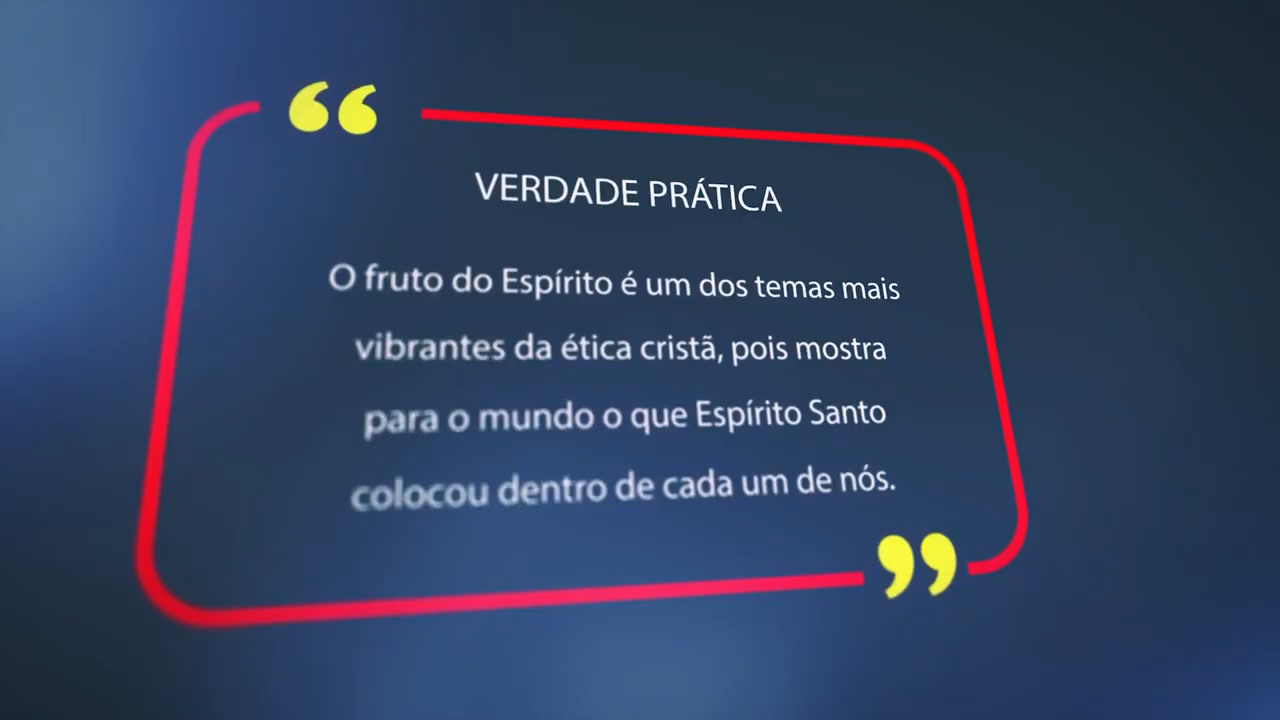 “
VERDADE PRÁTICA
O fruto do Espírito é um dos temas mais
vibrantes da ética cristã, pois mostra
para o mundo o que Espírito Santo
colocou dentro de cada um de nós.
”